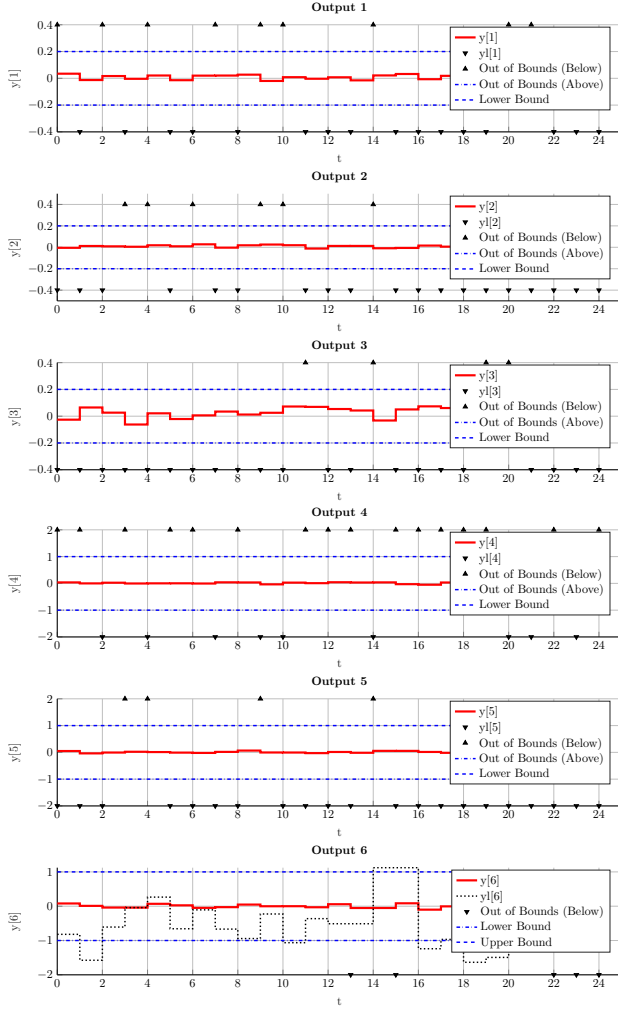 Output 1
0.4
0.2
0
−0.2
−0.4
y[1]
y[1]
yl[1]
Out of Bounds (Below)
Out of Bounds (Above)
Lower Bound
0 2 4 6 8 10 12 14 16 18 20 22 24
t
Output 2
0.4
0.2
0
−0.2
−0.4
y[2]
y[2]
yl[2]
Out of Bounds (Below)
Out of Bounds (Above)
Lower Bound
0 2 4 6 8 10 12 14 16 18 20 22 24
t
Output 3
0.4
0.2
0
−0.2
−0.4
y[3]
y[3]
yl[3]
Out of Bounds (Below)
Out of Bounds (Above)
Lower Bound
0 2 4 6 8 10 12 14 16 18 20 22 24
t
Output 4
2
1
0
−1
−2
y[4]
y[4]
yl[4]
Out of Bounds (Below)
Out of Bounds (Above)
Lower Bound
0 2 4 6 8 10 12 14 16 18 20 22 24
t
Output 5
2
1
0
−1
−2
y[5]
y[5]
yl[5]
Out of Bounds (Below)
Out of Bounds (Above)
Lower Bound
0 2 4 6 8 10 12 14 16 18 20 22 24
t
Output 6
1
0
−1
−2
y[6]
y[6]
yl[6]
Out of Bounds (Below)
Lower Bound
Upper Bound
0 2 4 6 8 10 12 14 16 18 20 22 24
t